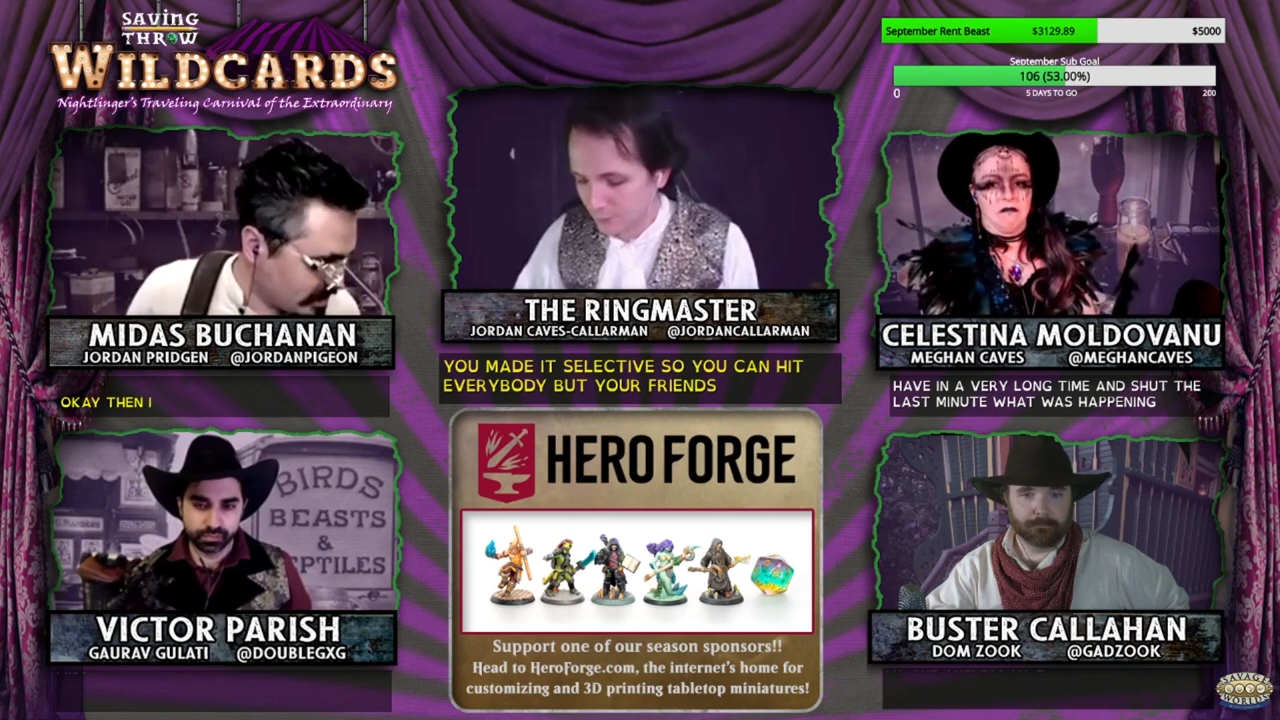 SAVING
THROW
WILDCARDS
Nightlinger's Traveling Carnival of the Extraordinary
September Rent Beast $3129.89 $5000
September Sub Goal
106 (53.00%)
0 5 DAYS TO GO 200
MIDAS BUCHANAN
JORDAN PRIDGEN @JORDANPIGEON
OKAY THEN I
THE RINGMASTER
JORDAN CAVES-CALLARMAN @JORDANCALLARMAN
YOU MADE IT SELECTIVE SO YOU CAN HIT
EVERYBODY BUT YOUR FRIENDS
CELESTINA MOLDOVANU
MEGHAN CAVES @MEGHANCAVES
HAVE IN A VERY LONG TIME AND SHUT THE
LAST MINUTE WHAT WAS HAPPENING
BIRDS
BEASTS
&
VICTOR PARISH
GAURAV GULATI @DOUBLEGXG
HERO FORGE
Support one of our season sponsors!!
Head to HeroForge.com, the internet's home for
customizing and 3D printing tabletop miniatures!
BUSTER CALLAHAN
DOM ZOOK @GADZOOK
SAVAGE
WORLDS